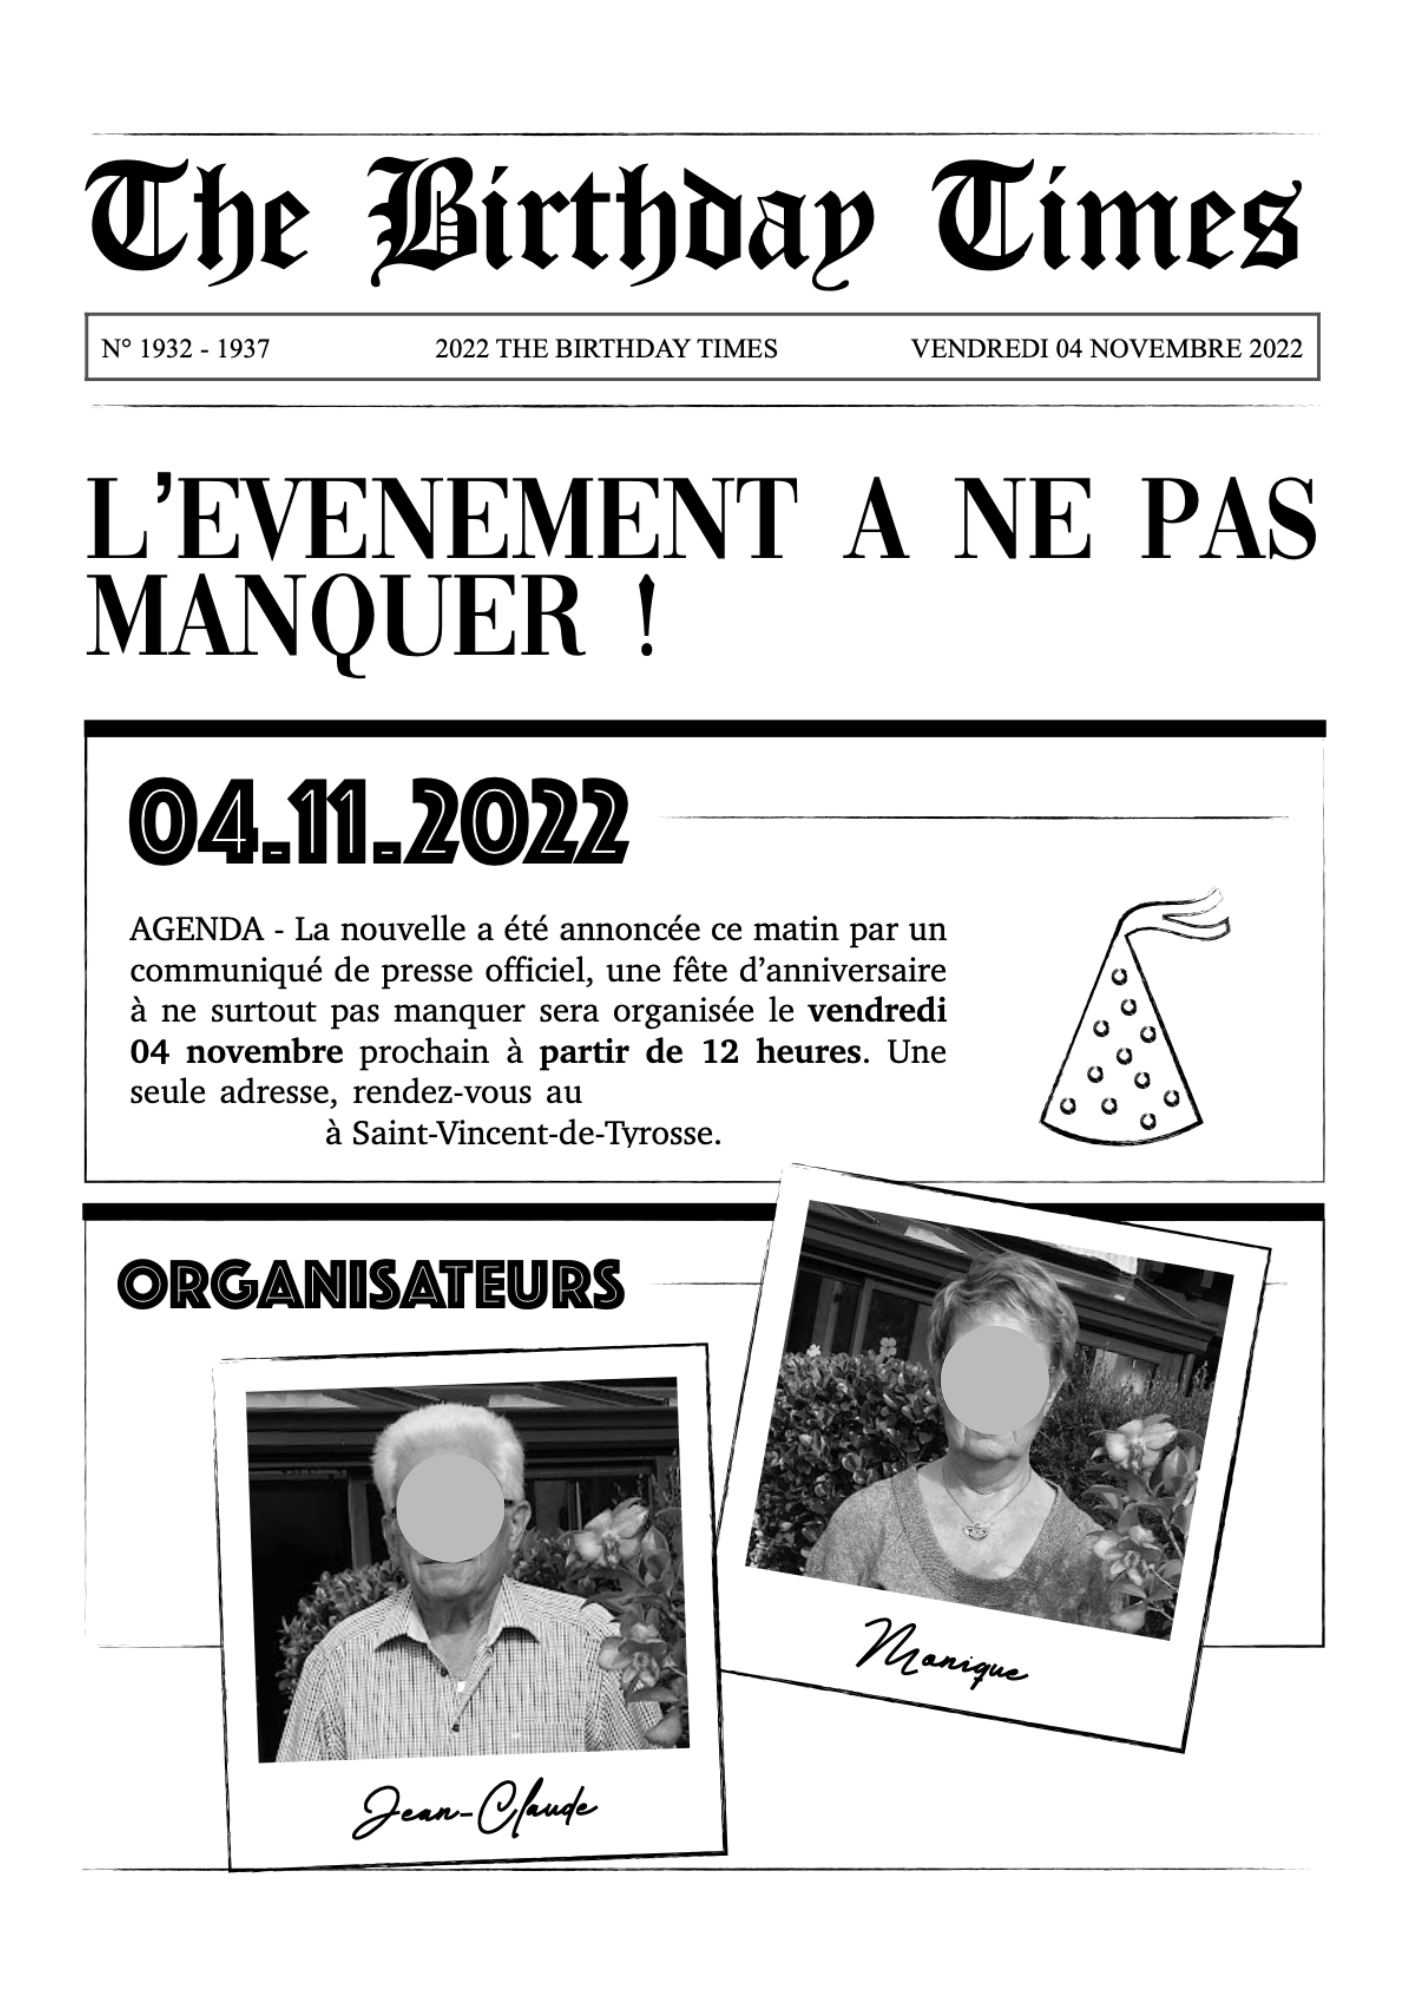 The Birthday Times
N° 1932 - 1937 2022 THE BIRTHDAY TIMES VENDREDI 04 NOVEMBRE 2022
L’EVENEMENT A NE PAS
MANQUER !
04.11.2022
AGENDA - La nouvelle a été annoncée ce matin par un
communiqué de presse officiel, une fête d’anniversaire
à ne surtout pas manquer sera organisée le vendredi
04 novembre prochain à partir de 12 heures. Une
seule adresse, rendez-vous au
à Saint-Vincent-de-Tyrosse.
ORGANISATEURS
Monique
Jean-Claude